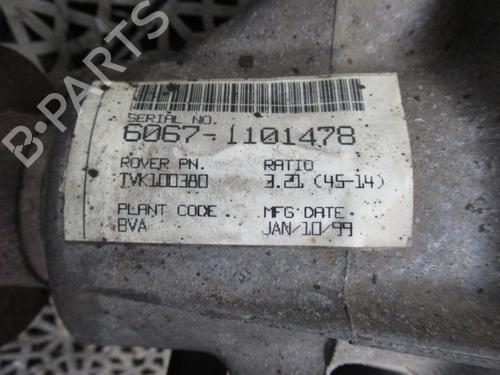 B-PARTS
SERIAL NO.
6067-1101478
ROVER PN. RATIO
TVK100380 3.21 (45-14)
PLANT CODE. MFG DATE.
BVA JAN/10/99